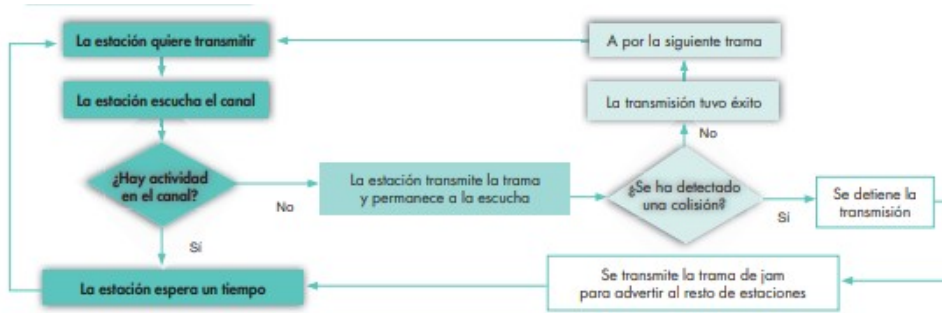 La estación quiere transmitir
La estación escucha el canal
¿Hay actividad
en el canal?
No
Sí
La estación espera un tiempo
La estación transmite la trama
y permanece a la escucha
¿Se ha detectado
una colisión?
No
La transmisión tuvo éxito
A por la siguiente trama
Sí
Se detiene la
transmisión
Se transmite la trama de jam
para advertir al resto de estaciones